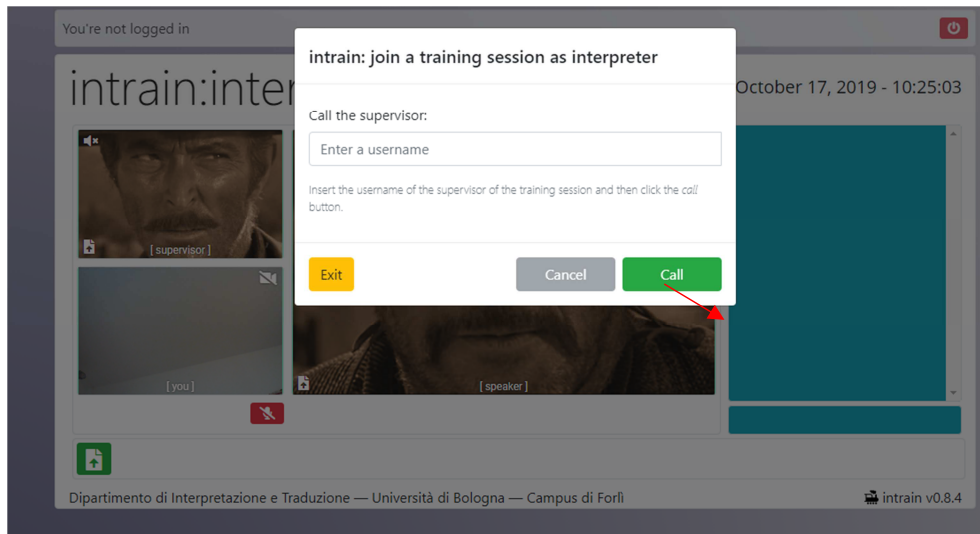 You're not logged in
intrain: join a training session as interpreter
intrain:inter
October 17, 2019 - 10:25:03
Call the supervisor:
Enter a username
Insert the username of the supervisor of the training session and then click the call
button.
[ supervisor ]
Exit
Cancel
Call
[ you ]
[ speaker ]
Dipartimento di Interpretazione e Traduzione — Università di Bologna — Campus di Forlì
intrain v0.8.4